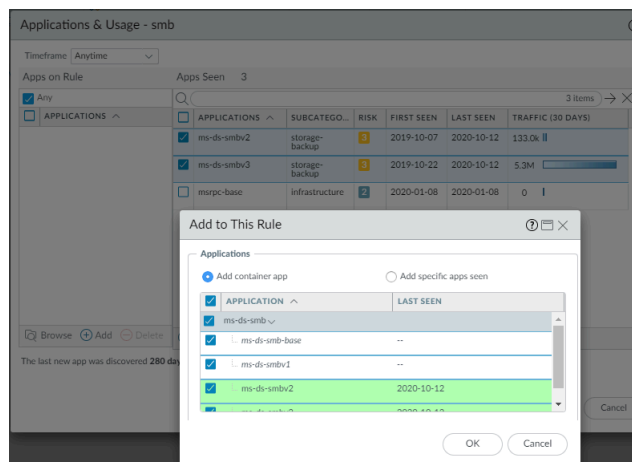 Applications & Usage - smb
Timeframe Anytime
Apps on Rule
Apps Seen 3
Any
3 items
APPLICATIONS
APPLICATIONS SUBCATEGO... RISK FIRST SEEN LAST SEEN TRAFFIC (30 DAYS)
ms-ds-smbv2 storage-backup 3 2019-10-07 2020-10-12 133.0k
ms-ds-smbv3 storage-backup 3 2019-10-22 2020-10-12 5.3M
msrpc-base infrastructure 2 2020-01-08 2020-01-08 0
Add to This Rule
Applications
Add container app
Add specific apps seen
APPLICATION LAST SEEN
ms-ds-smb
ms-ds-smb-base --
ms-ds-smbv1 --
ms-ds-smbv2 2020-10-12
Browse Add Delete
The last new app was discovered 280 day
Cancel
OK Cancel